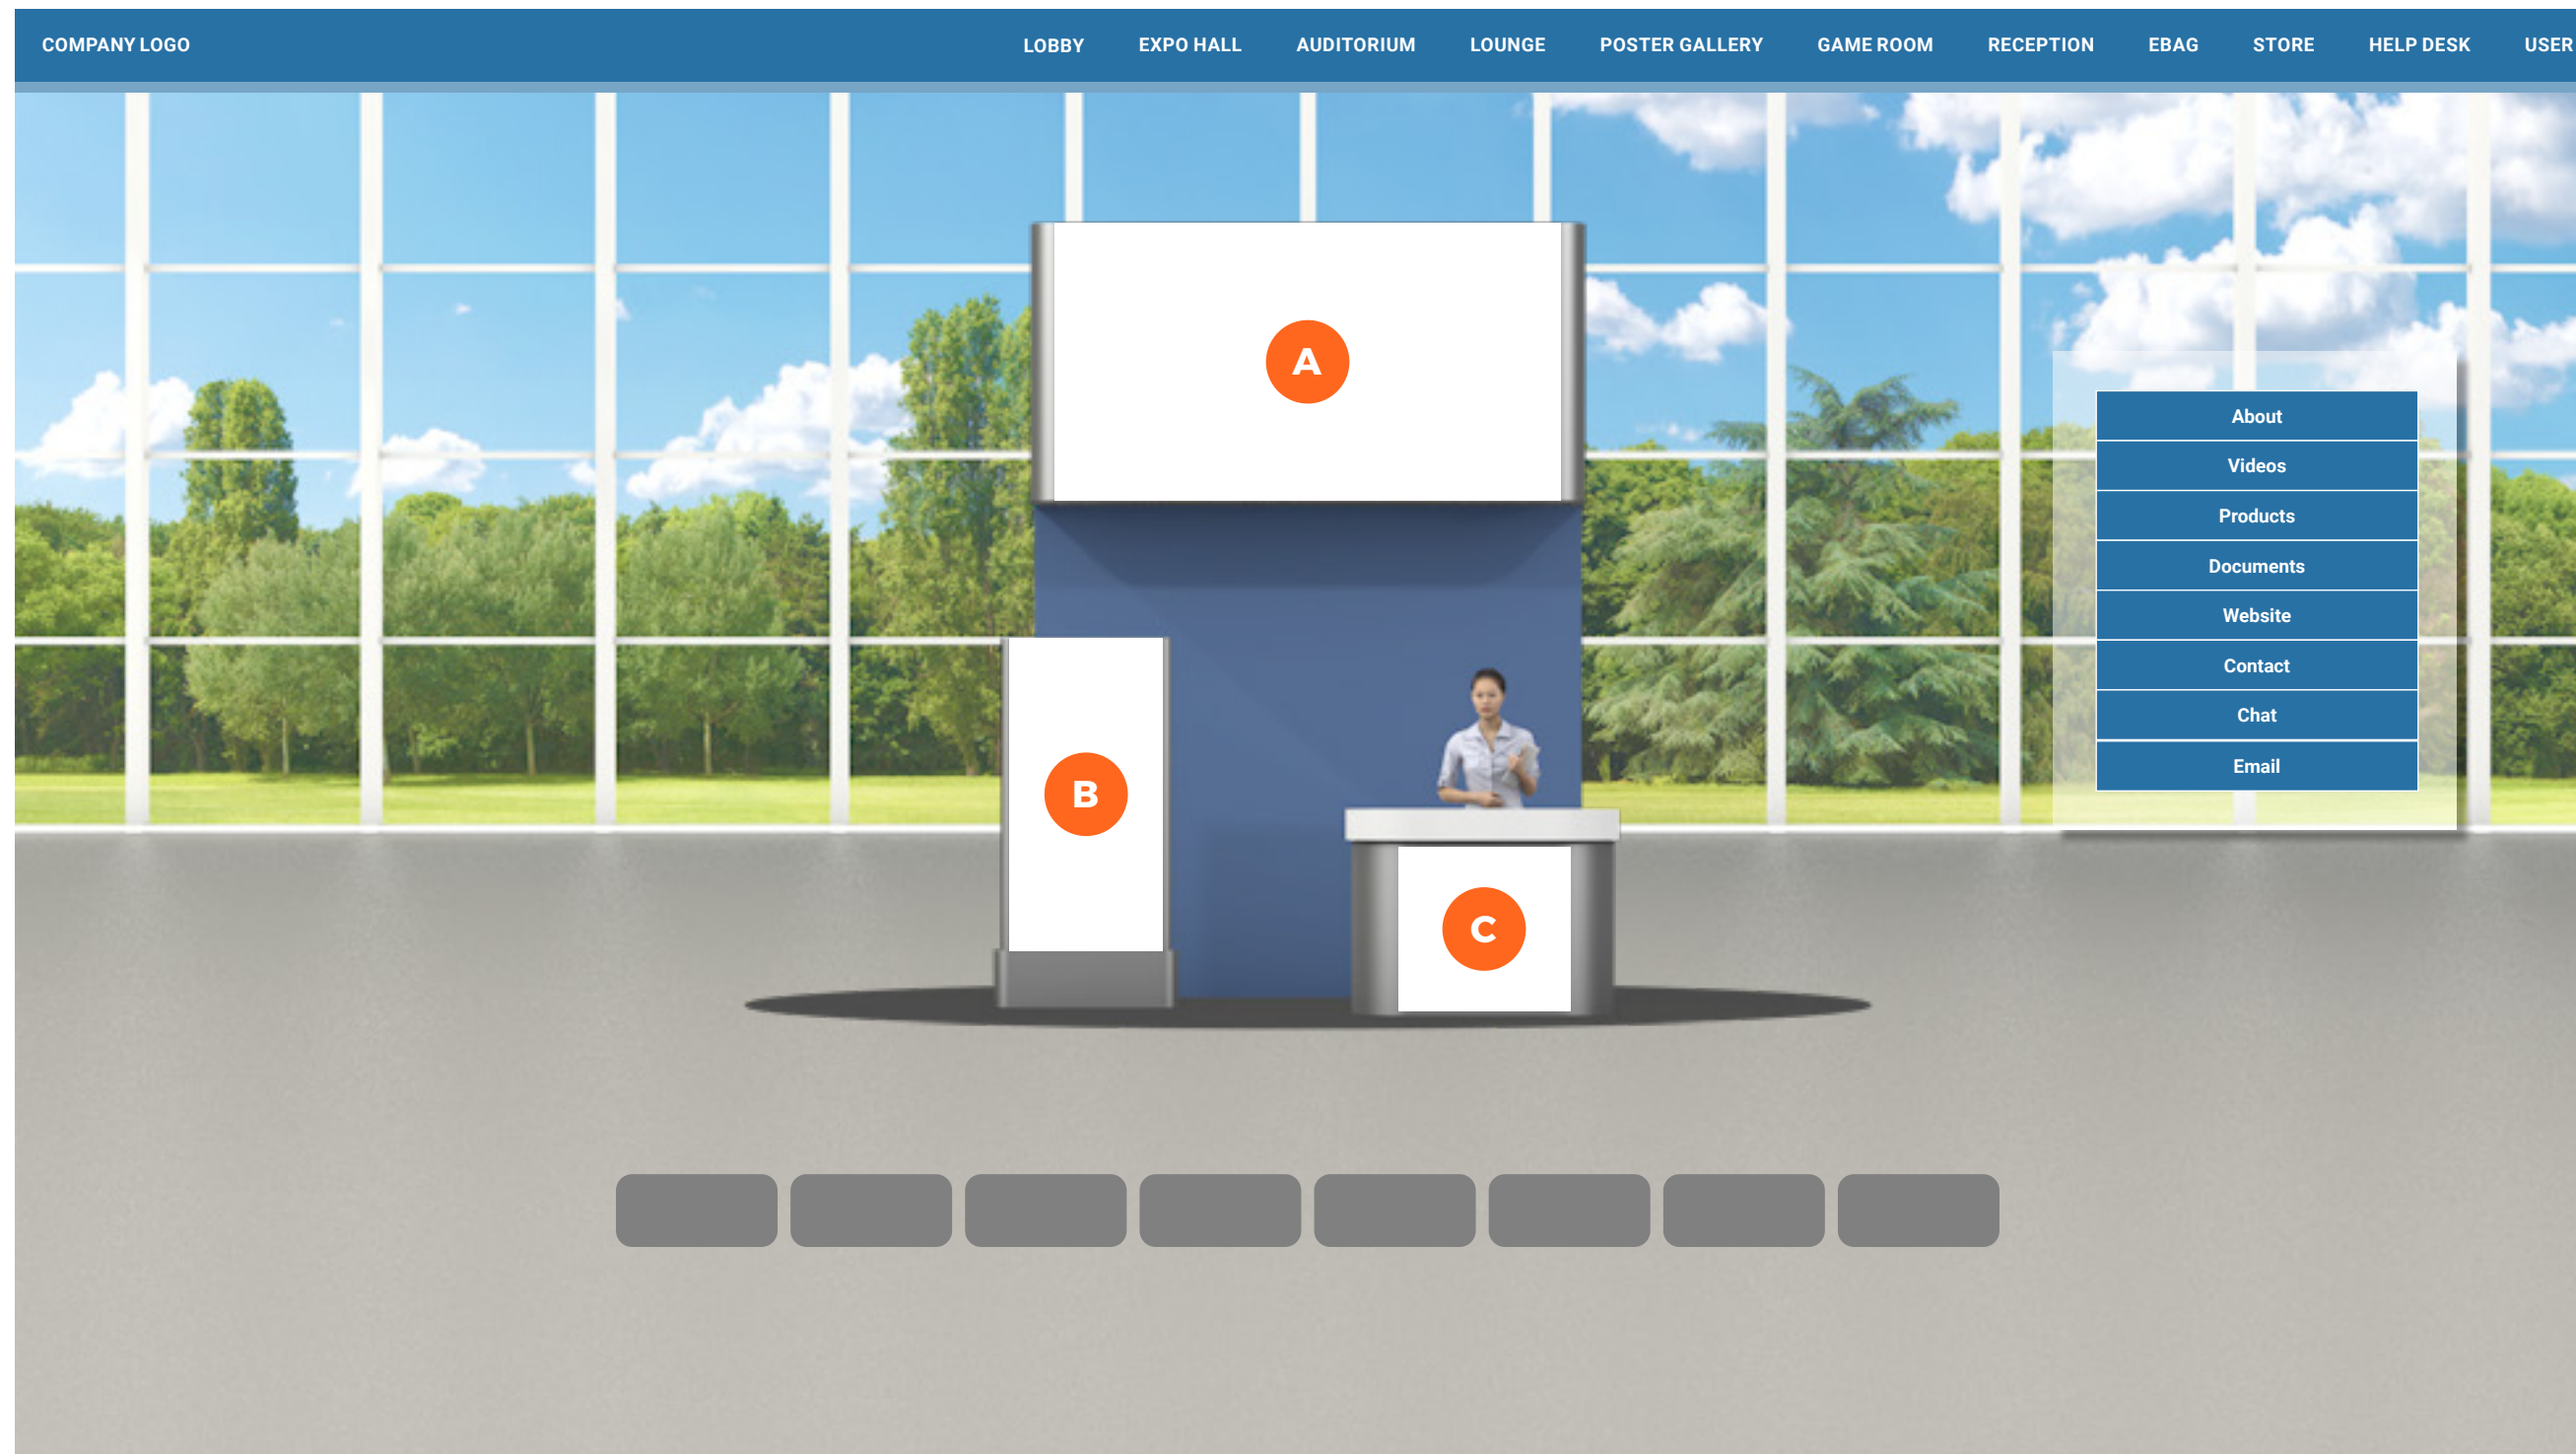 COMPANY LOGO LOBBY EXPO HALL AUDITORIUM LOUNGE POSTER GALLERY GAME ROOM RECEPTION EBAG STORE HELP DESK USER
A
About
Videos
Products
Documents
Website
Contact
Chat
Email
B
C